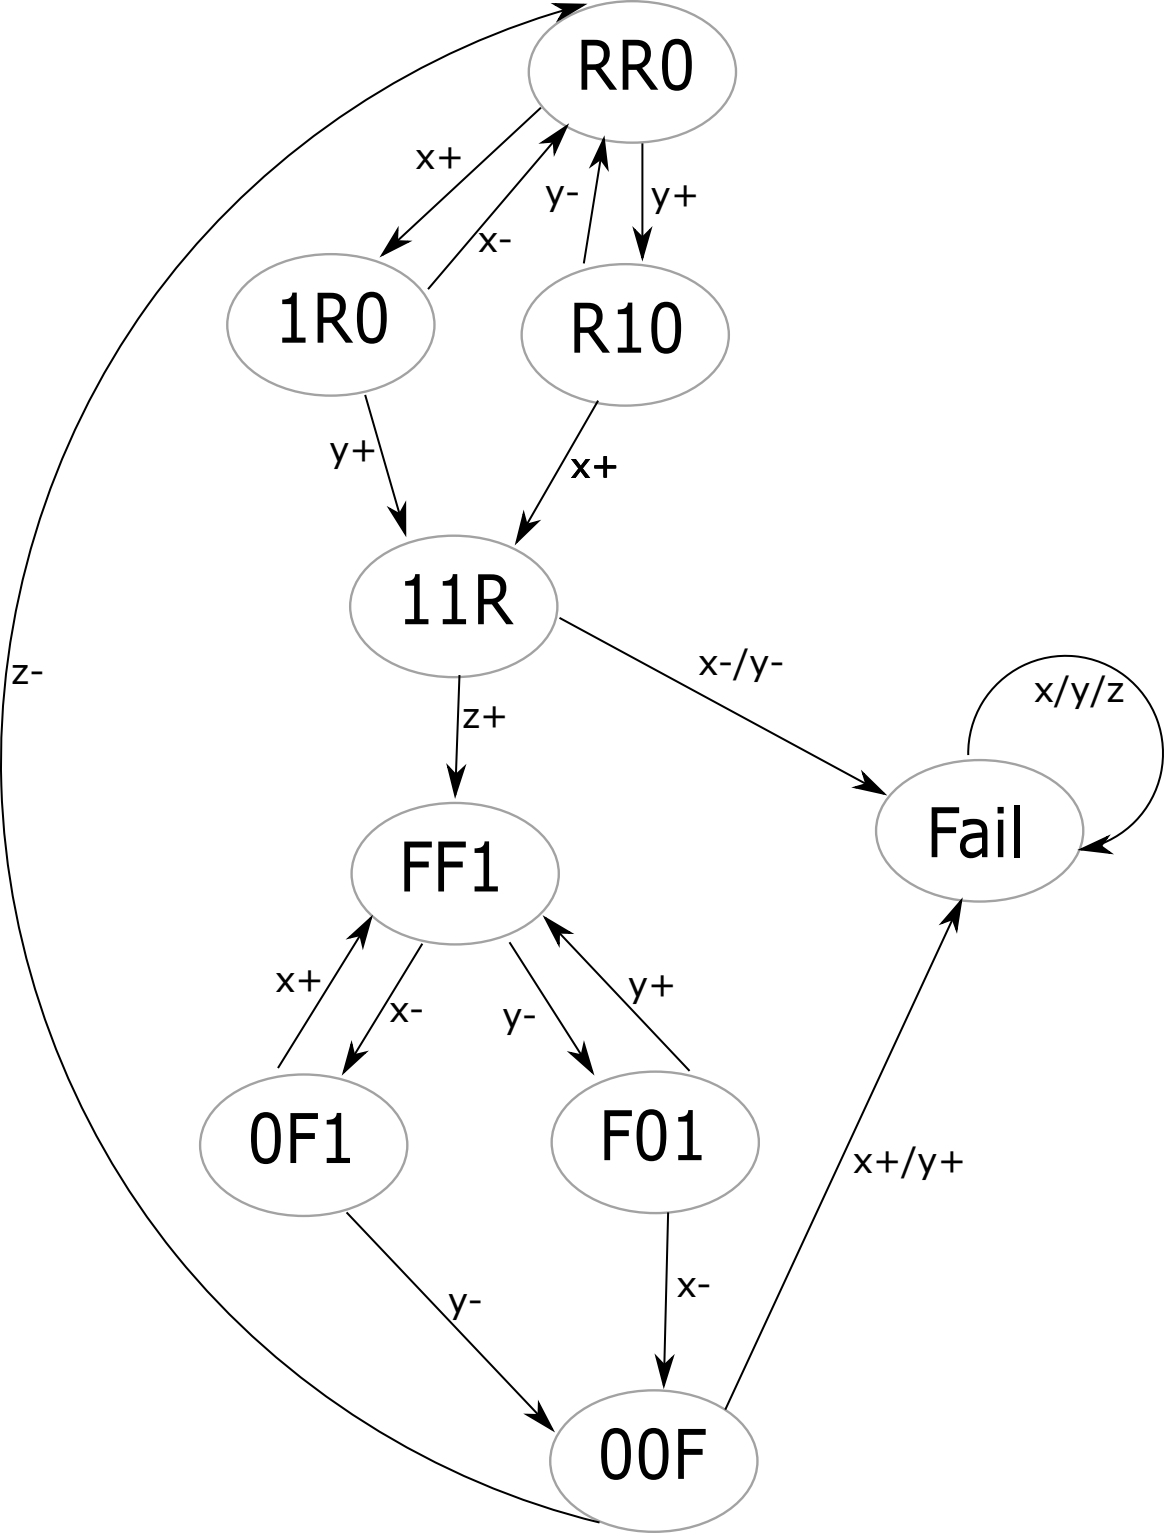 RR0
x+
y-
y+
x-
1R0
R10
y+
x+
11R
x-/y-
z-
x/y/z
z+
Fail
FF1
x+
x-
y-
y+
0F1
F01
x+/y+
y-
x-
00F